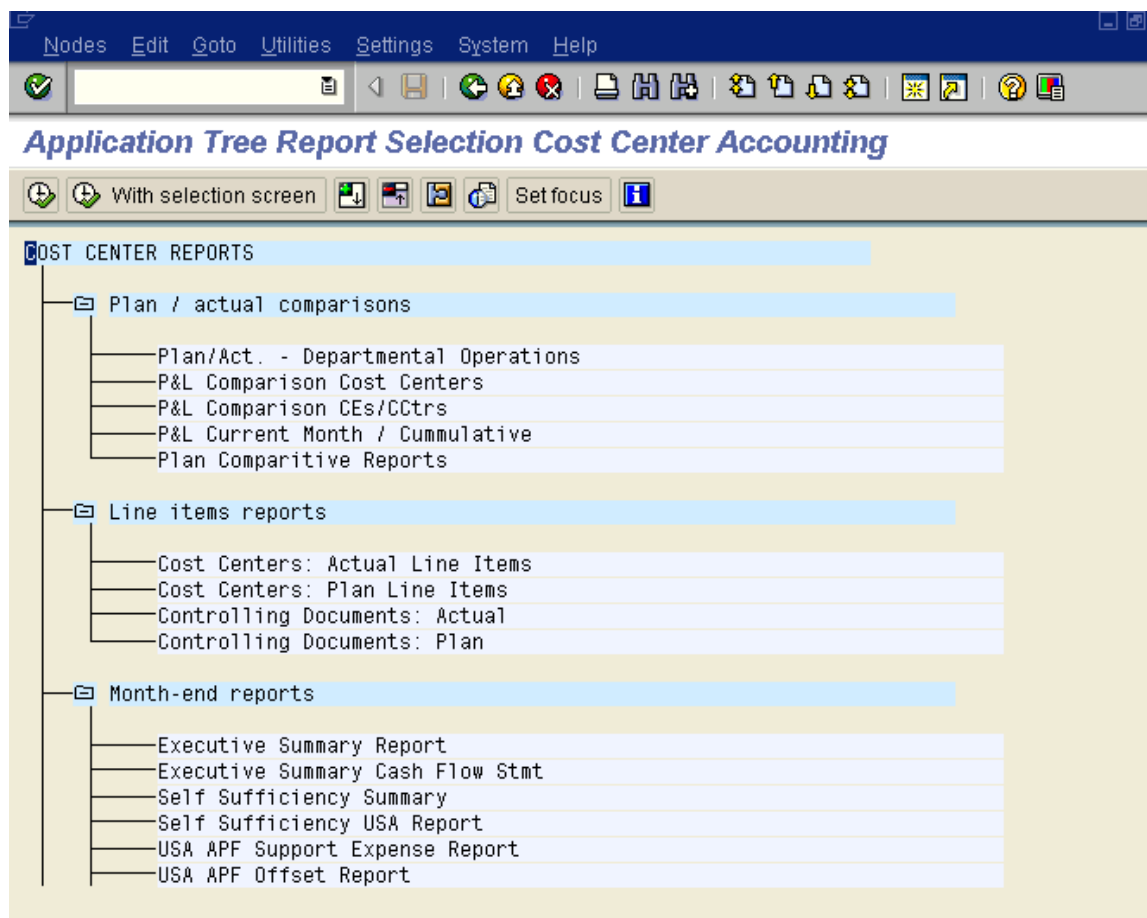 Nodes Edit Goto Utilities Settings System Help
Application Tree Report Selection Cost Center Accounting
With selection screen Set focus
COST CENTER REPORTS
Plan / actual comparisons
Plan/Act. - Departmental Operations
P&L Comparison Cost Centers
P&L Comparison CEs/CCtrs
P&L Current Month / Cummulative
Plan Comparitive Reports
Line items reports
Cost Centers: Actual Line Items
Cost Centers: Plan Line Items
Controlling Documents: Actual
Controlling Documents: Plan
Month-end reports
Executive Summary Report
Executive Summary Cash Flow Stmt
Self Sufficiency Summary
Self Sufficiency USA Report
USA APF Support Expense Report
USA APF Offset Report